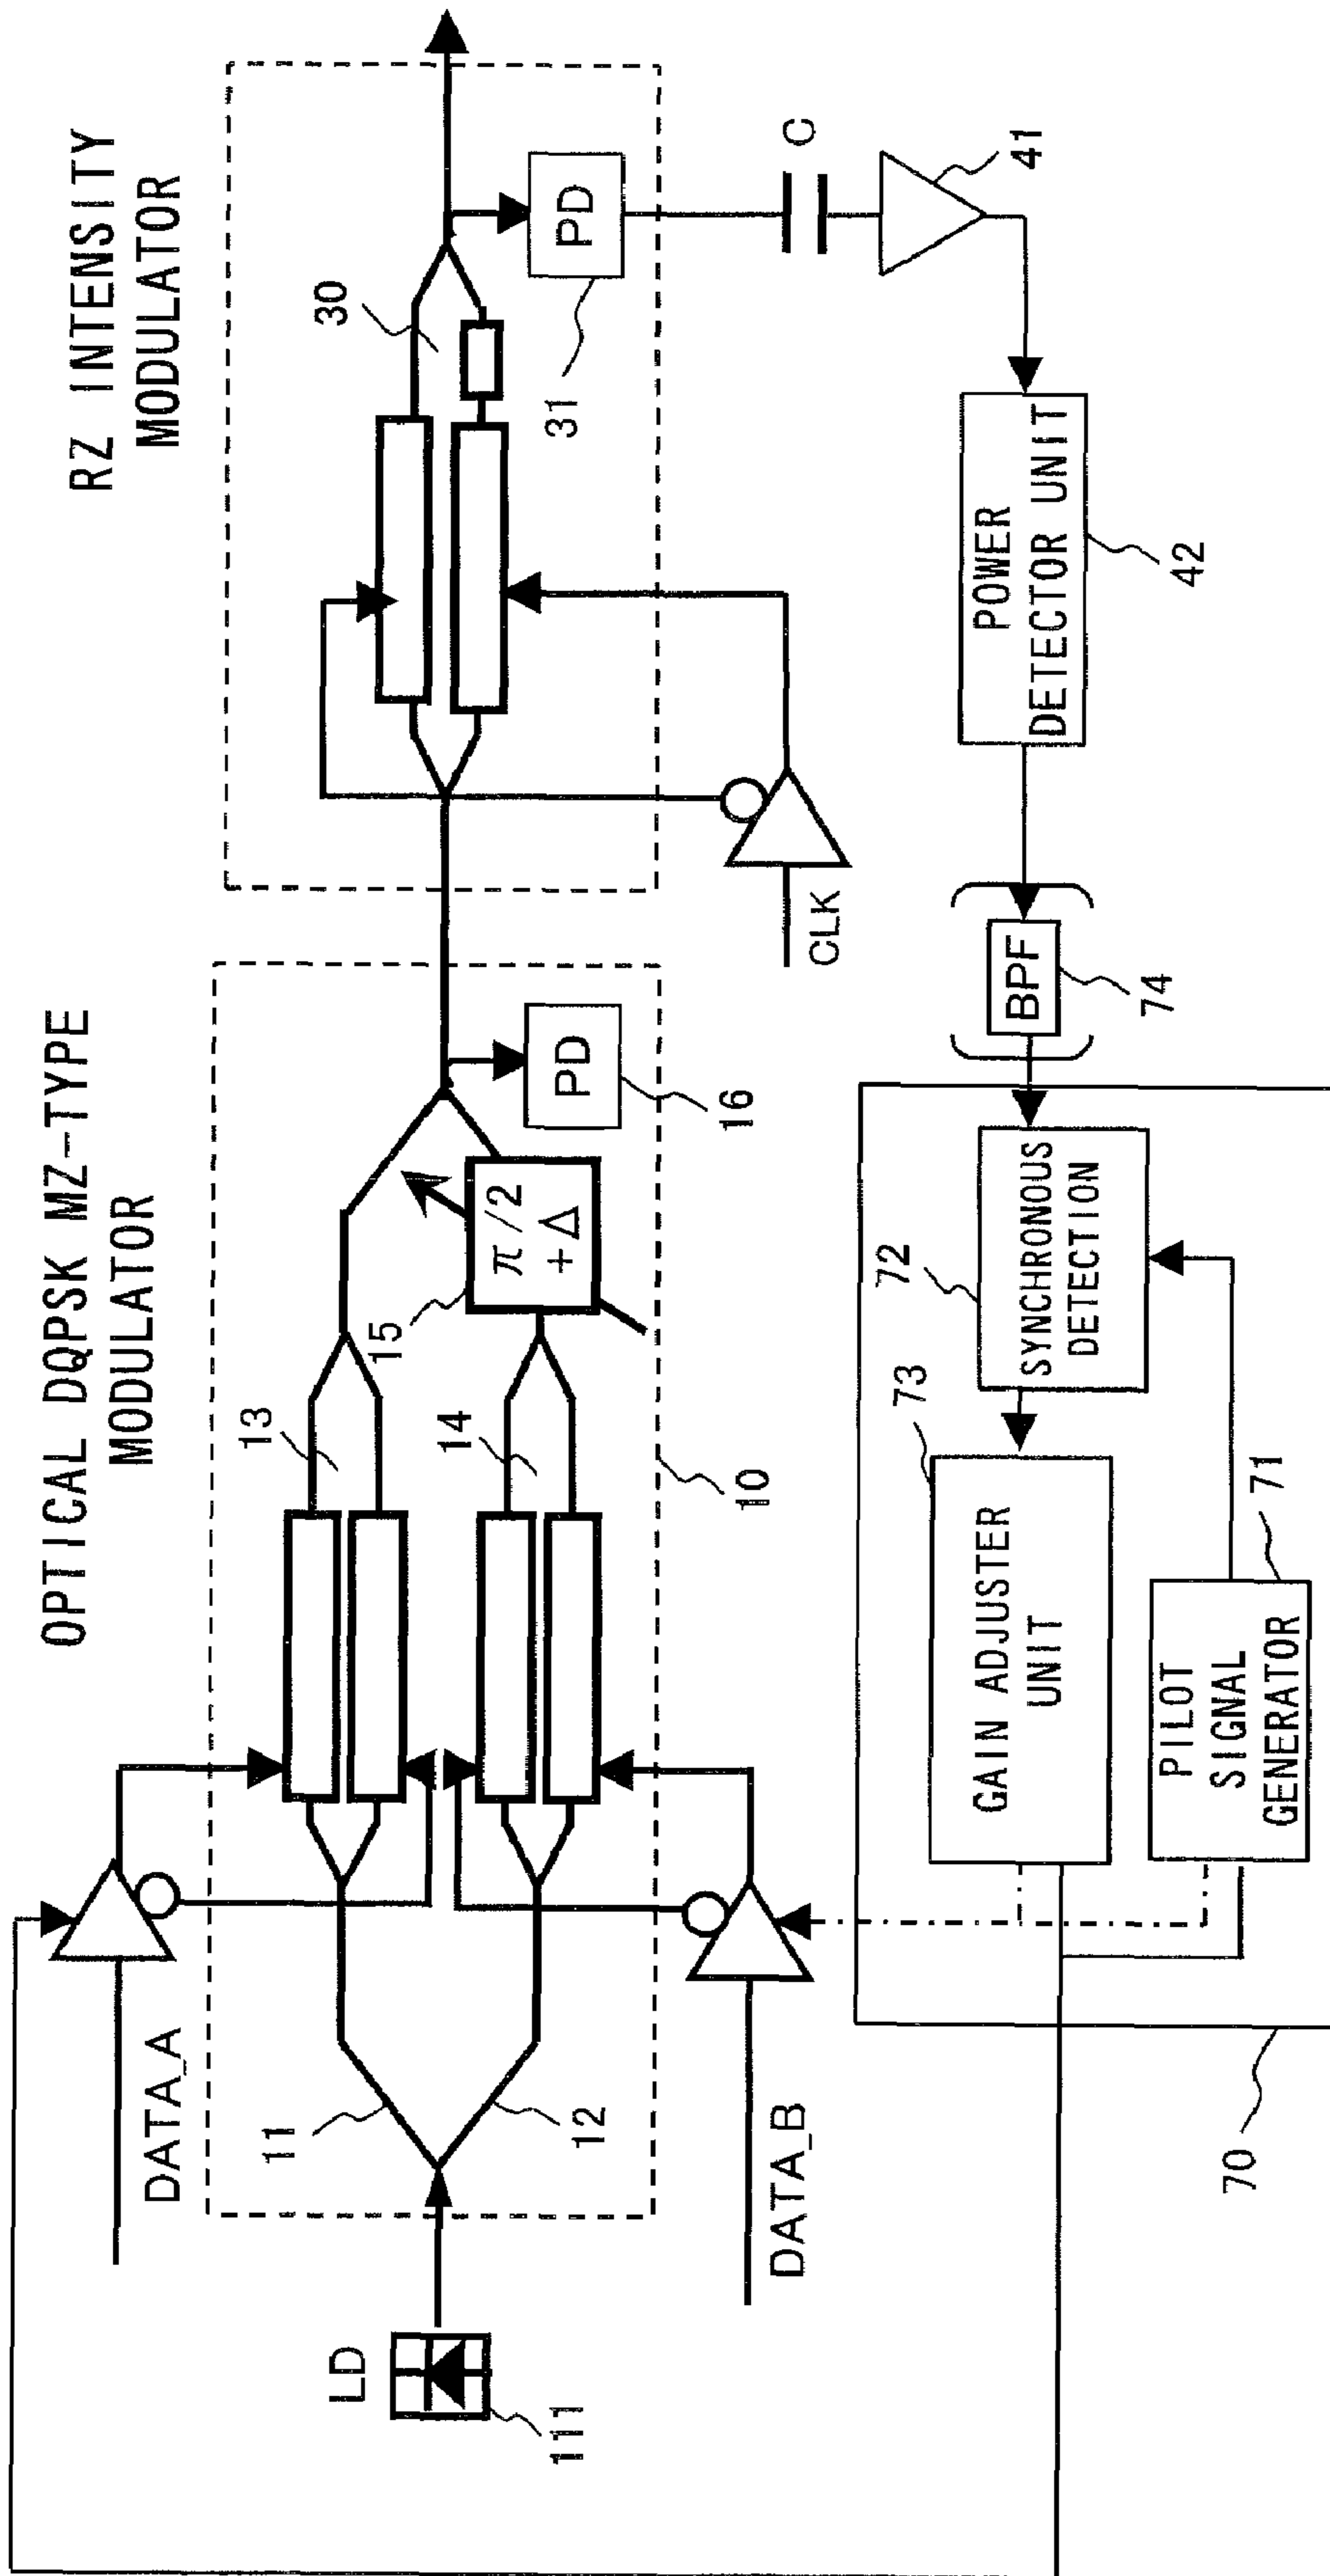 OPTICAL DQPSK MZ-TYPE
MODULATOR
RZ INTENSITY
MODULATOR
DATA_A
LD
111
11
12
13
14
15
π/2
+Δ
PD
16
10
DATA_B
30
PD
31
CLK
C
41
POWER
DETECTOR UNIT
42
BPF
74
SYNCHRONOUS
DETECTION
72
GAIN ADJUSTER
UNIT
73
PILOT
SIGNAL
GENERATOR
71
70